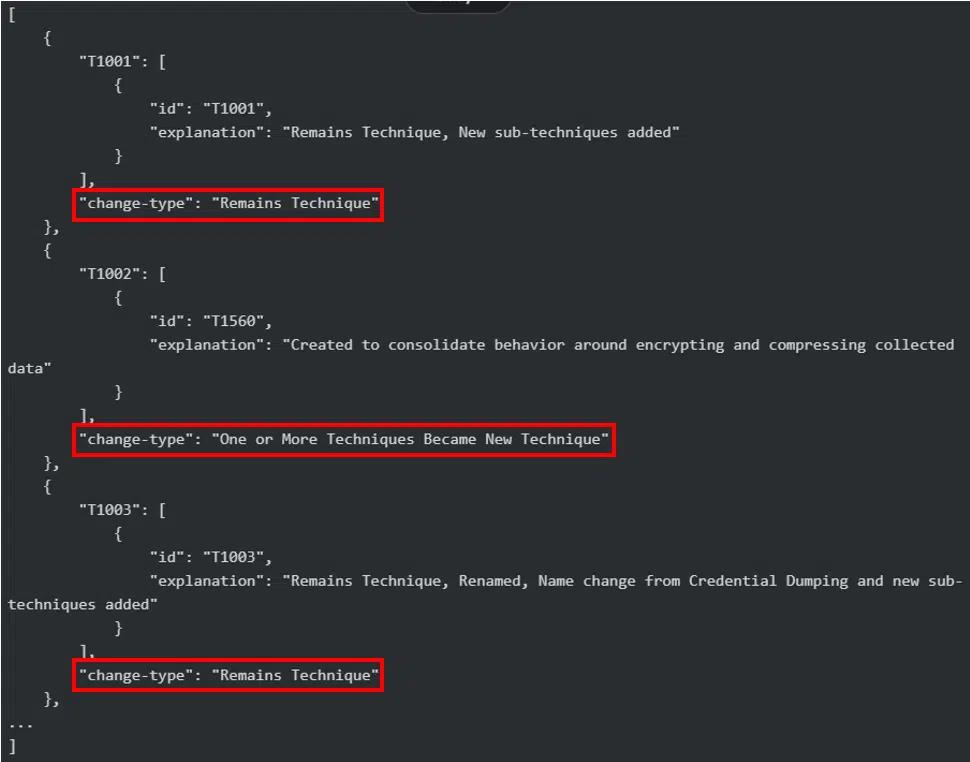 [
    {
        "T1001": [
            {
                "id": "T1001",
                "explanation": "Remains Technique, New sub-techniques added"
            }
        ],
        "change-type": "Remains Technique"
    },
    {
        "T1002": [
            {
                "id": "T1560",
                "explanation": "Created to consolidate behavior around encrypting and compressing collected
data"
            }
        ],
        "change-type": "One or More Techniques Became New Technique"
    },
    {
        "T1003": [
            {
                "id": "T1003",
                "explanation": "Remains Technique, Renamed, Name change from Credential Dumping and new sub-
techniques added"
            }
        ],
        "change-type": "Remains Technique"
    },
...
]